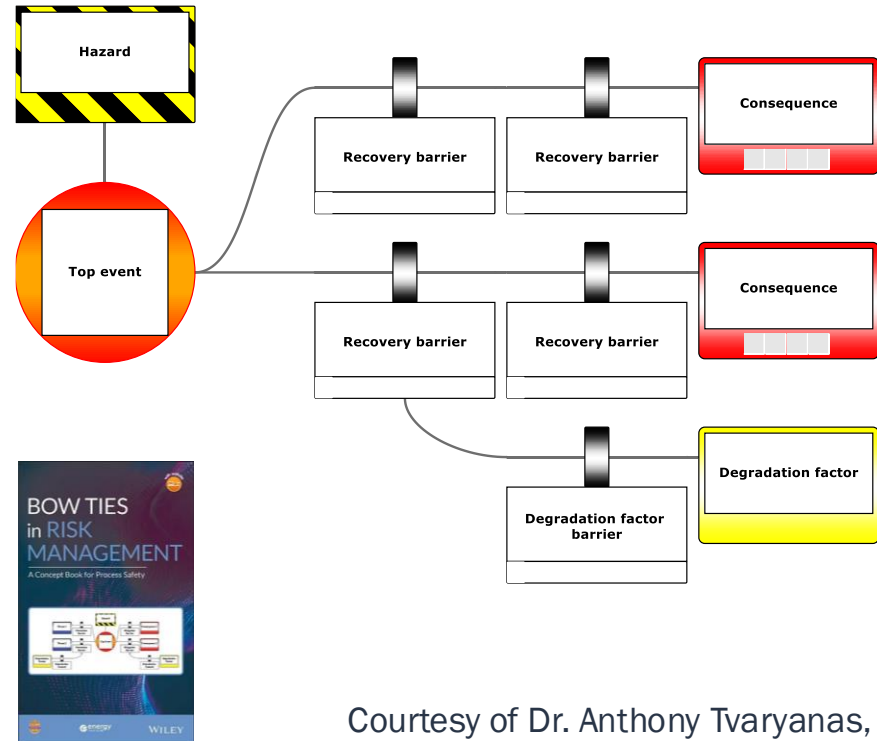 Hazard
Consequence
Recovery barrier
Recovery barrier
Top event
Consequence
Recovery barrier
Recovery barrier
Degradation factor
Degradation factor
barrier
BOW TIES
in RISK
MANAGEMENT
A Concept Book for Process Safety
energy
WILEY
Courtesy of Dr. Anthony Tvaryanas,